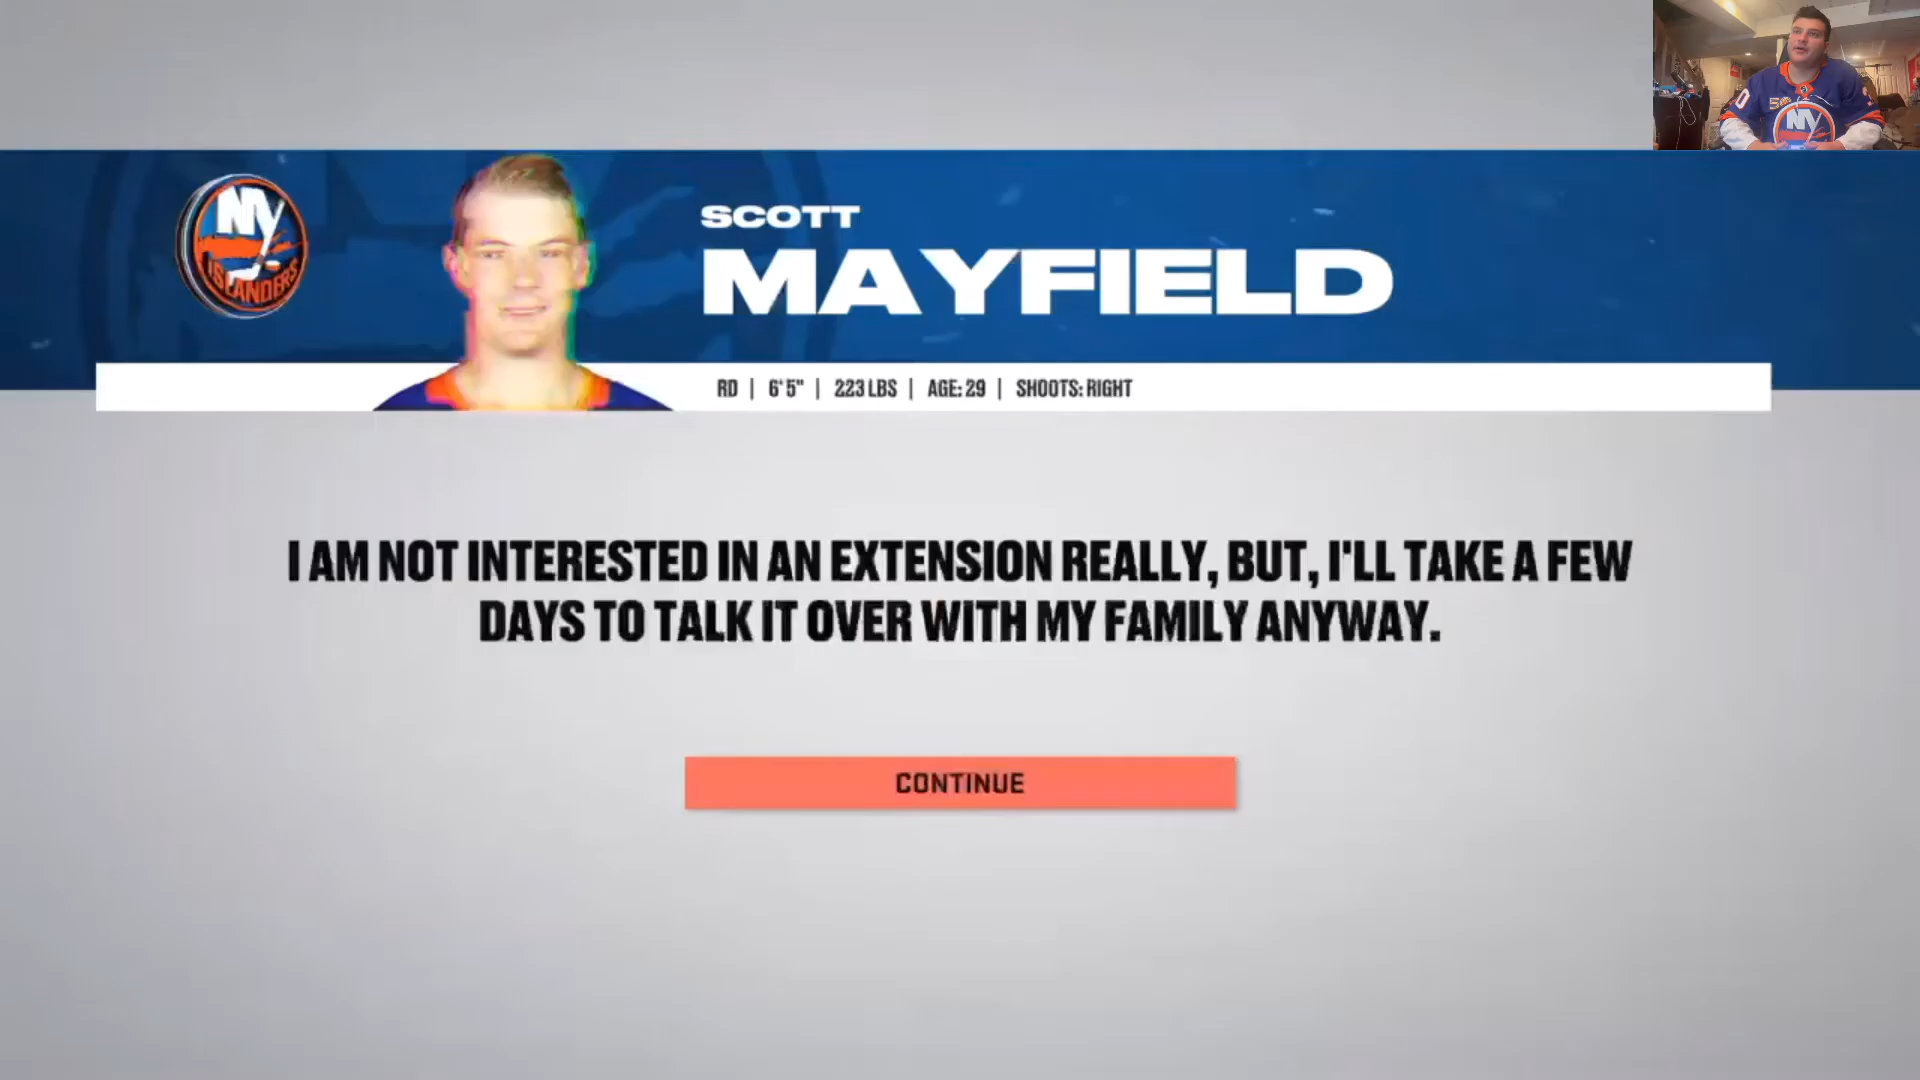 NY
ISLANDERS
SCOTT
MAYFIELD
RD | 6'5" | 223 LBS | AGE: 29 | SHOOTS: RIGHT
I AM NOT INTERESTED IN AN EXTENSION REALLY, BUT, I'LL TAKE A FEW
DAYS TO TALK IT OVER WITH MY FAMILY ANYWAY.
CONTINUE
NY